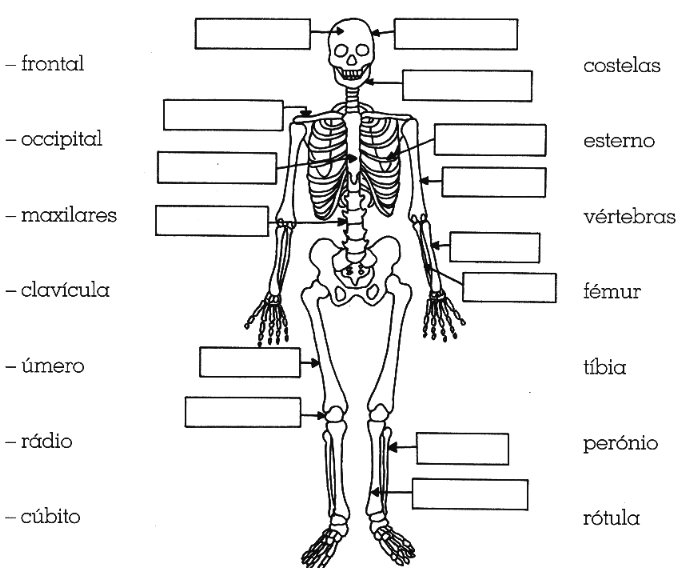 – frontal
– occipital
– maxilares
– clavícula
– úmero
– rádio
– cúbito
costelas
esterno
vértebras
fémur
tíbia
perónio
rótula